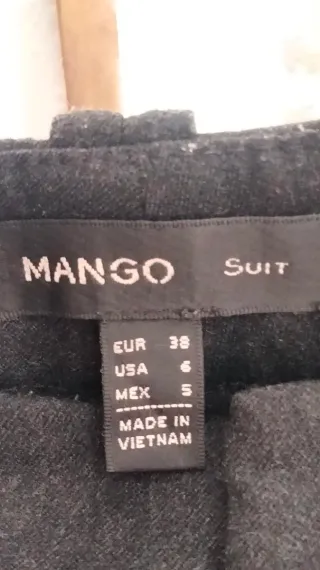 MANGO SUIT
EUR 38
USA 6
MEX 5
MADE IN
VIETNAM